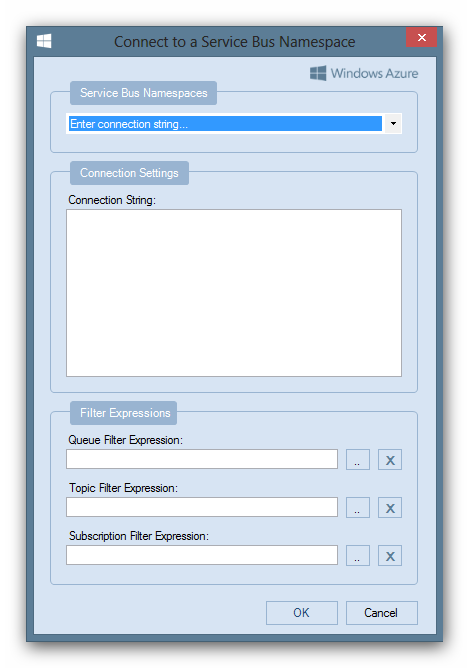 Connect to a Service Bus Namespace
x
Windows Azure
Service Bus Namespaces
Enter connection string...
Connection Settings
Connection String:
Filter Expressions
Queue Filter Expression:
.. X
Topic Filter Expression:
.. X
Subscription Filter Expression:
.. X
OK Cancel